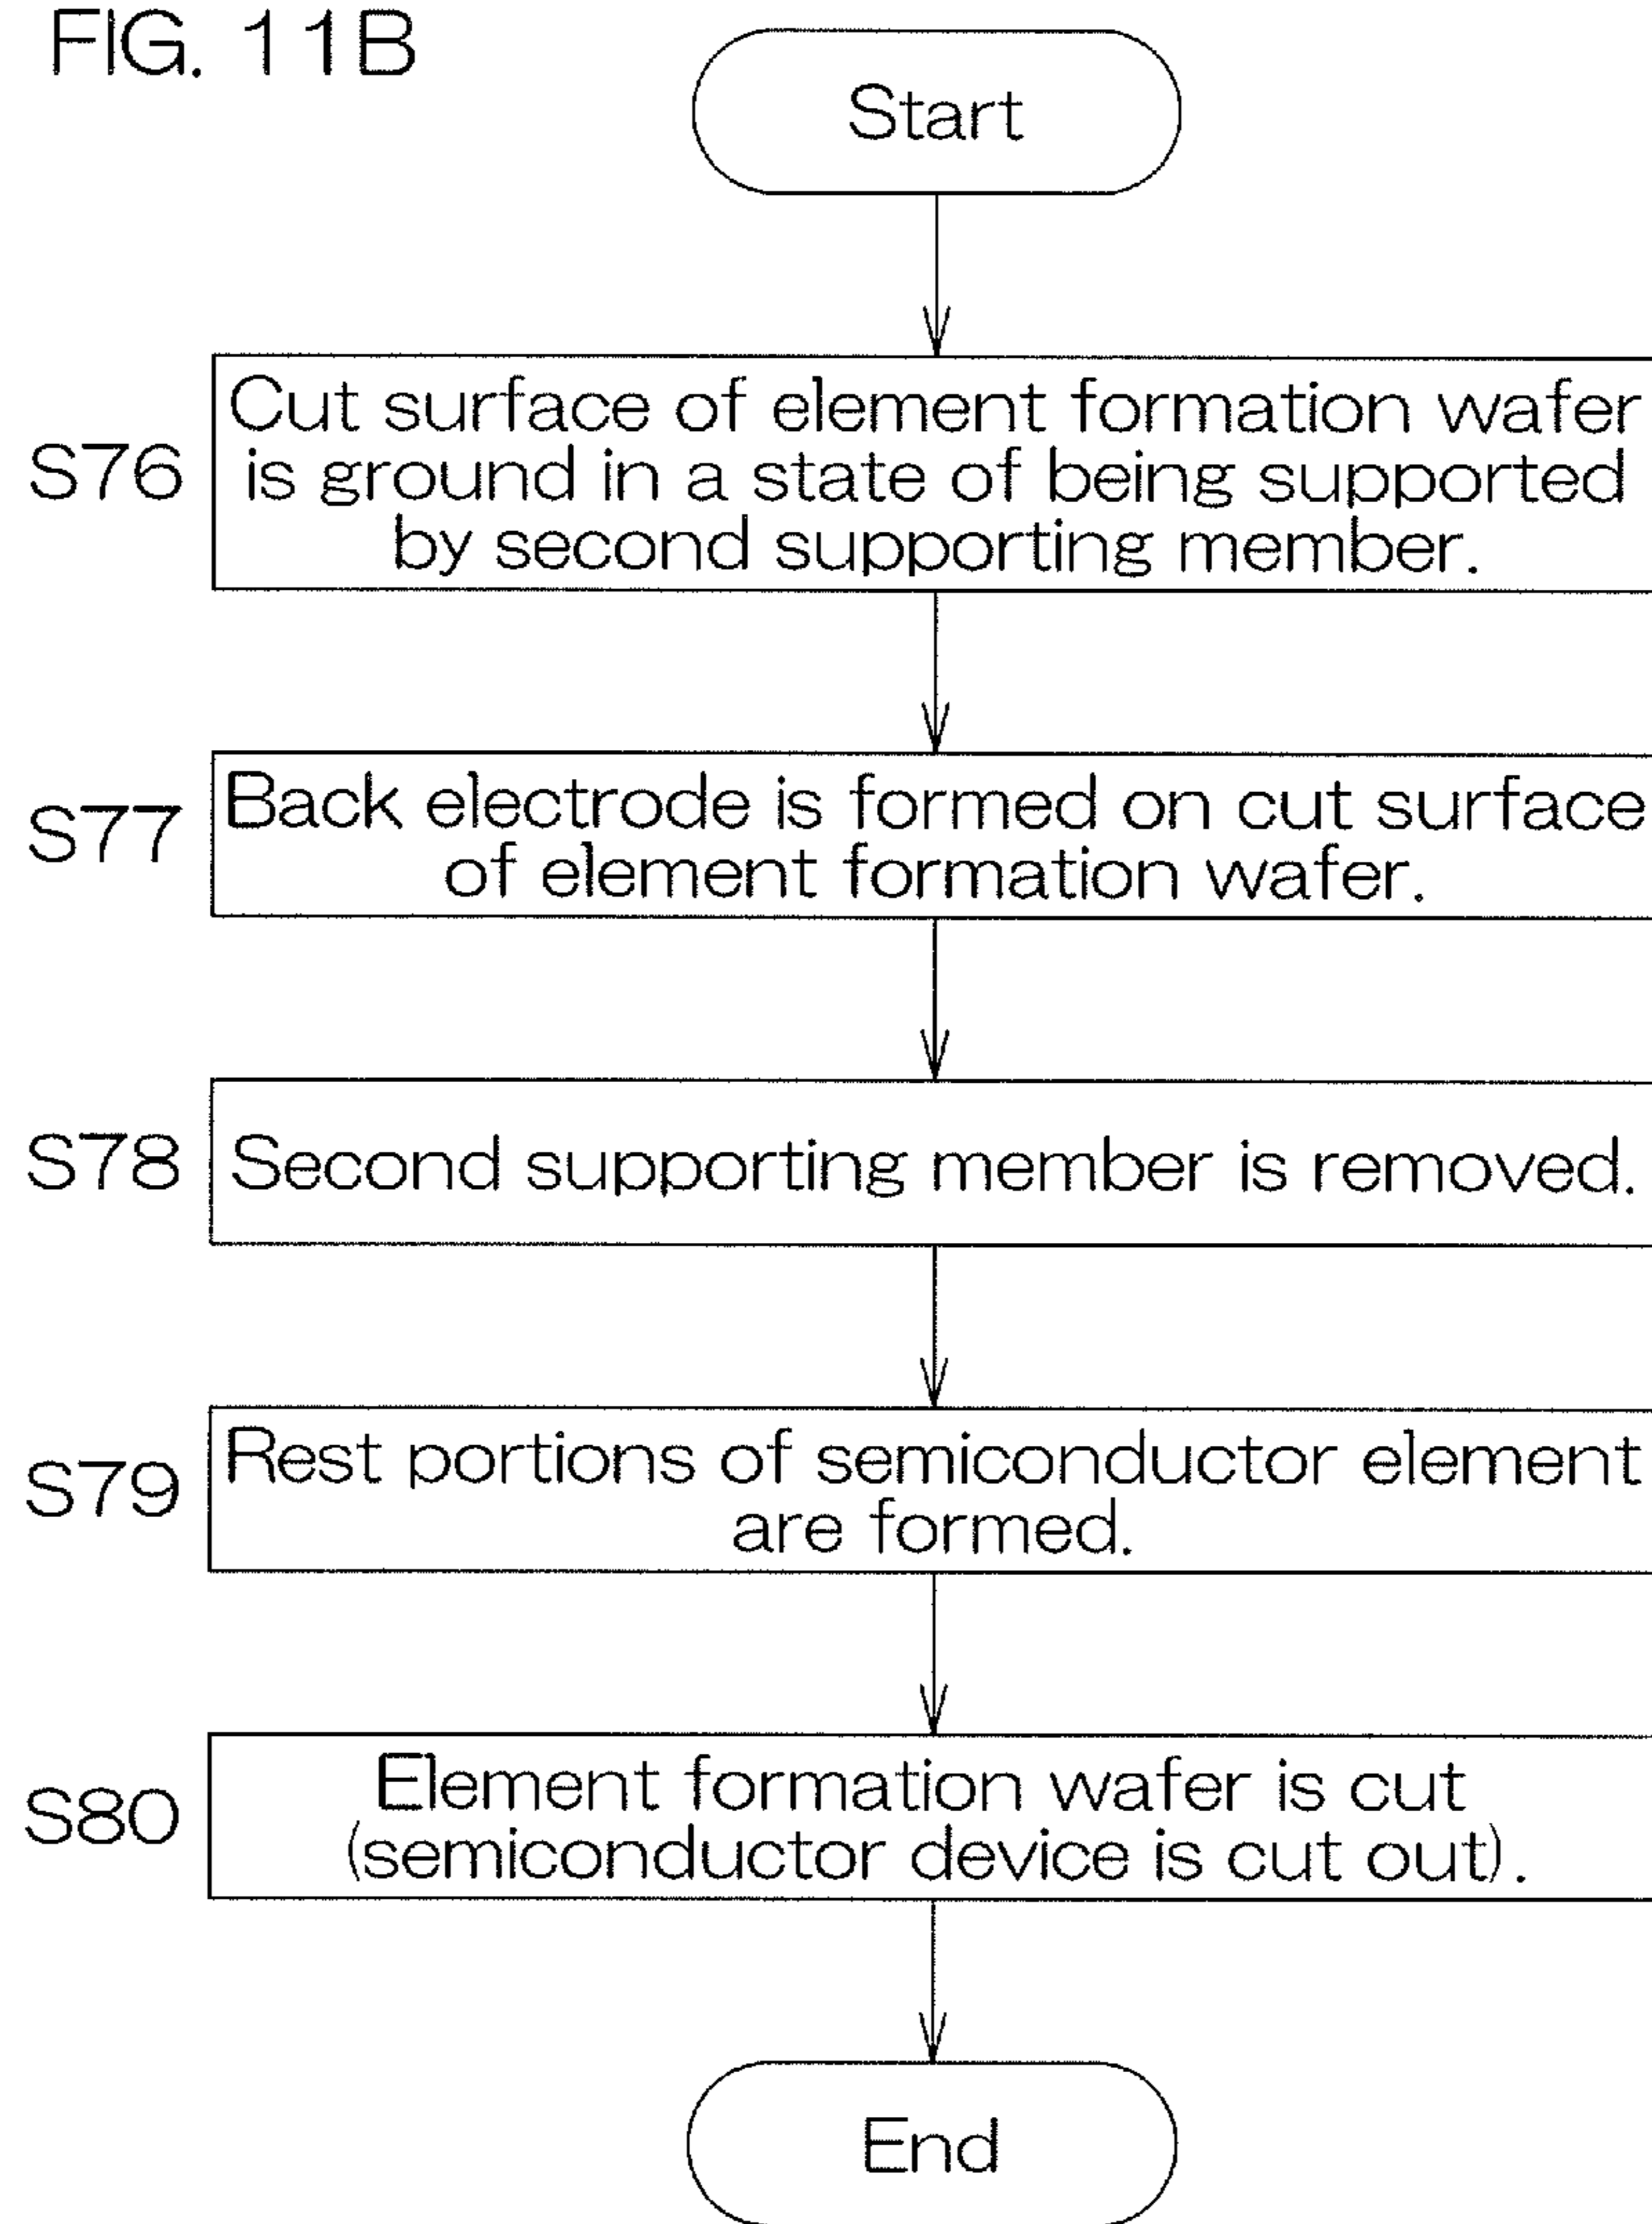 FIG. 11B
Start
S76
Cut surface of element formation wafer
is ground in a state of being supported
by second supporting member.
S77
Back electrode is formed on cut surface
of element formation wafer.
S78
Second supporting member is removed.
S79
Rest portions of semiconductor element
are formed.
S80
Element formation wafer is cut
(semiconductor device is cut out).
End